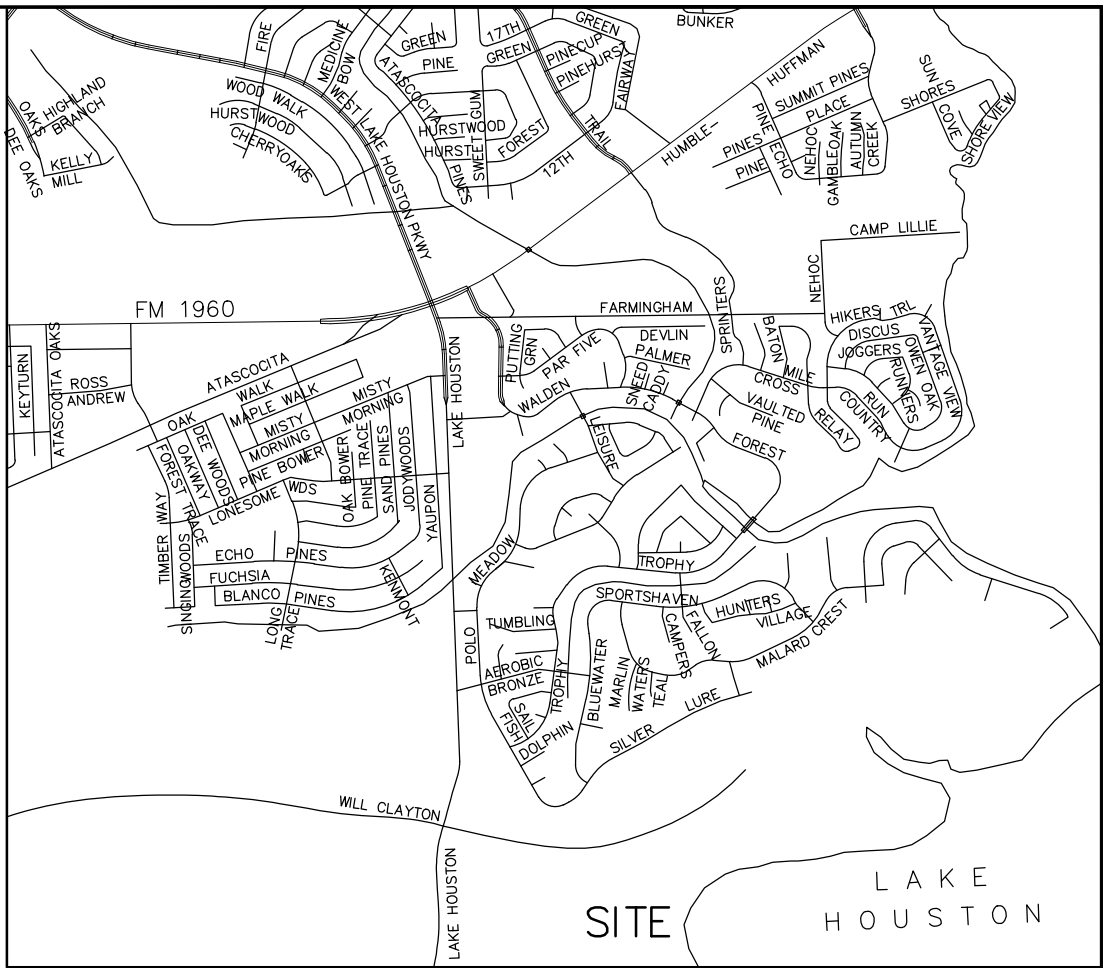 BUNKER
FIRE
MEDICINE
BOW
GREEN
PINE
17TH
GREEN
GREEN
PINECUP
PINEHURST
FAIRWAY
ATASCOCITA
PINES
HUFFMAN
HUMBLE-
SUN
COVE
SHORES
SHORE VIEW
SUMMIT PINES
PLACE
PINES
PINE
PINE ECHO
NEHOC
GAMBLEOAK
AUTUMN
CREEK
OAKS
DEE OAKS
HIGHLAND
BRANCH
KELLY
MILL
WOOD WALK
HURSTWOOD
CHERRYOAKS
WEST LAKE HOUSTON PKWY
HURSTWOOD
HURST
SWEET GUM
FOREST
12TH
TRAIL
CAMP LILLIE
NEHOC
FM 1960
FARMINGHAM
SPRINTERS
HIKERS TRL
DISCUS
JOGGERS
RUNNERS
OWEN OAK
VANTAGE VIEW
BATON
MILE
CROSS
VAULTED
PINE
RELAY
RUN
COUNTRY
FOREST
PUTTING
GRN
PAR FIVE
DEVLIN
PALMER
SNEED
CADDY
WALDEN
LEISURE
KEYTURN
ATASCOCITA OAKS
ROSS
ANDREW
ATASCOCITA
OAK
WALK
MAPLE WALK
MISTY
MORNING
MISTY
MORNING
PINE BOWER
LAKE HOUSTON
FOREST TRACE
OAKWAY
DEE WOODS
LONESOME
WDS
OAK BOWER
PINE TRACE
SAND PINES
JODYWOODS
YAUPON
TIMBER WAY
SINGINGWOODS
ECHO PINES
FUCHSIA
BLANCO PINES
LONG
TRACE
KENMONT
MEADOW
TROPHY
SPORTSHAVEN
HUNTERS
VILLAGE
MALARD CREST
FALLON
CAMPERS
POLO
TUMBLING
AEROBIC
BRONZE
TROPHY
BLUEWATER
MARLIN
WATERS
TEAL
SAIL
FISH
DOLPHIN
SILVER LURE
WILL CLAYTON
LAKE HOUSTON
SITE
LAKE
HOUSTON